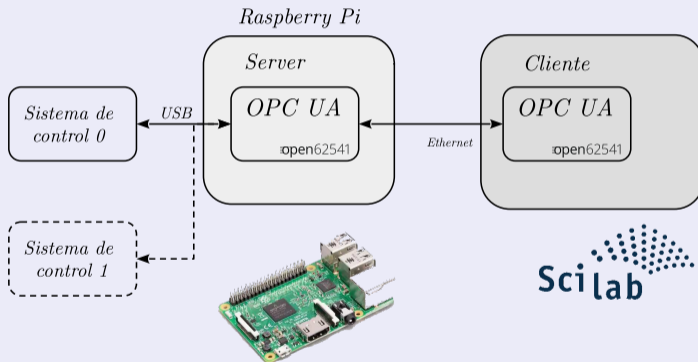 Raspberry Pi
Server
Cliente
Sistema de
control 0
USB
OPC UA
open62541
Ethernet
OPC UA
open62541
Sistema de
control 1
Scilab